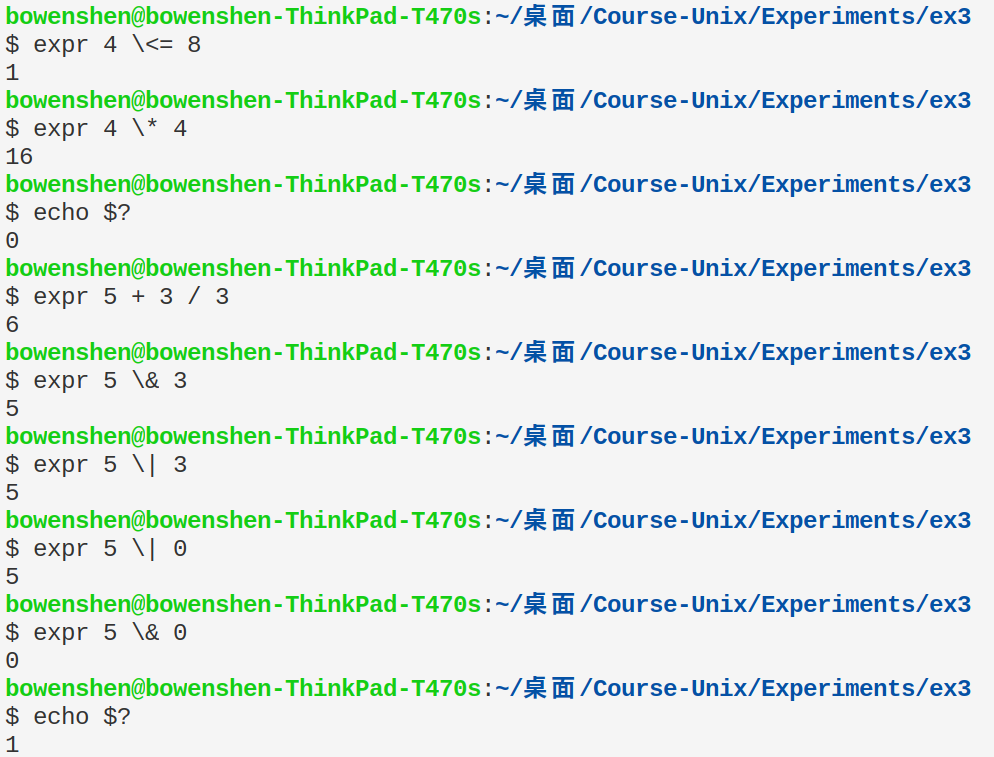 bowenshen@bowenshen-ThinkPad-T470s:~/桌面/Course-Unix/Experiments/ex3
$ expr 4 \<= 8
1
bowenshen@bowenshen-ThinkPad-T470s:~/桌面/Course-Unix/Experiments/ex3
$ expr 4 \* 4
16
bowenshen@bowenshen-ThinkPad-T470s:~/桌面/Course-Unix/Experiments/ex3
$ echo $?
0
bowenshen@bowenshen-ThinkPad-T470s:~/桌面/Course-Unix/Experiments/ex3
$ expr 5 + 3 / 3
6
bowenshen@bowenshen-ThinkPad-T470s:~/桌面/Course-Unix/Experiments/ex3
$ expr 5 \& 3
5
bowenshen@bowenshen-ThinkPad-T470s:~/桌面/Course-Unix/Experiments/ex3
$ expr 5 \| 3
5
bowenshen@bowenshen-ThinkPad-T470s:~/桌面/Course-Unix/Experiments/ex3
$ expr 5 \| 0
5
bowenshen@bowenshen-ThinkPad-T470s:~/桌面/Course-Unix/Experiments/ex3
$ expr 5 \& 0
0
bowenshen@bowenshen-ThinkPad-T470s:~/桌面/Course-Unix/Experiments/ex3
$ echo $?
1